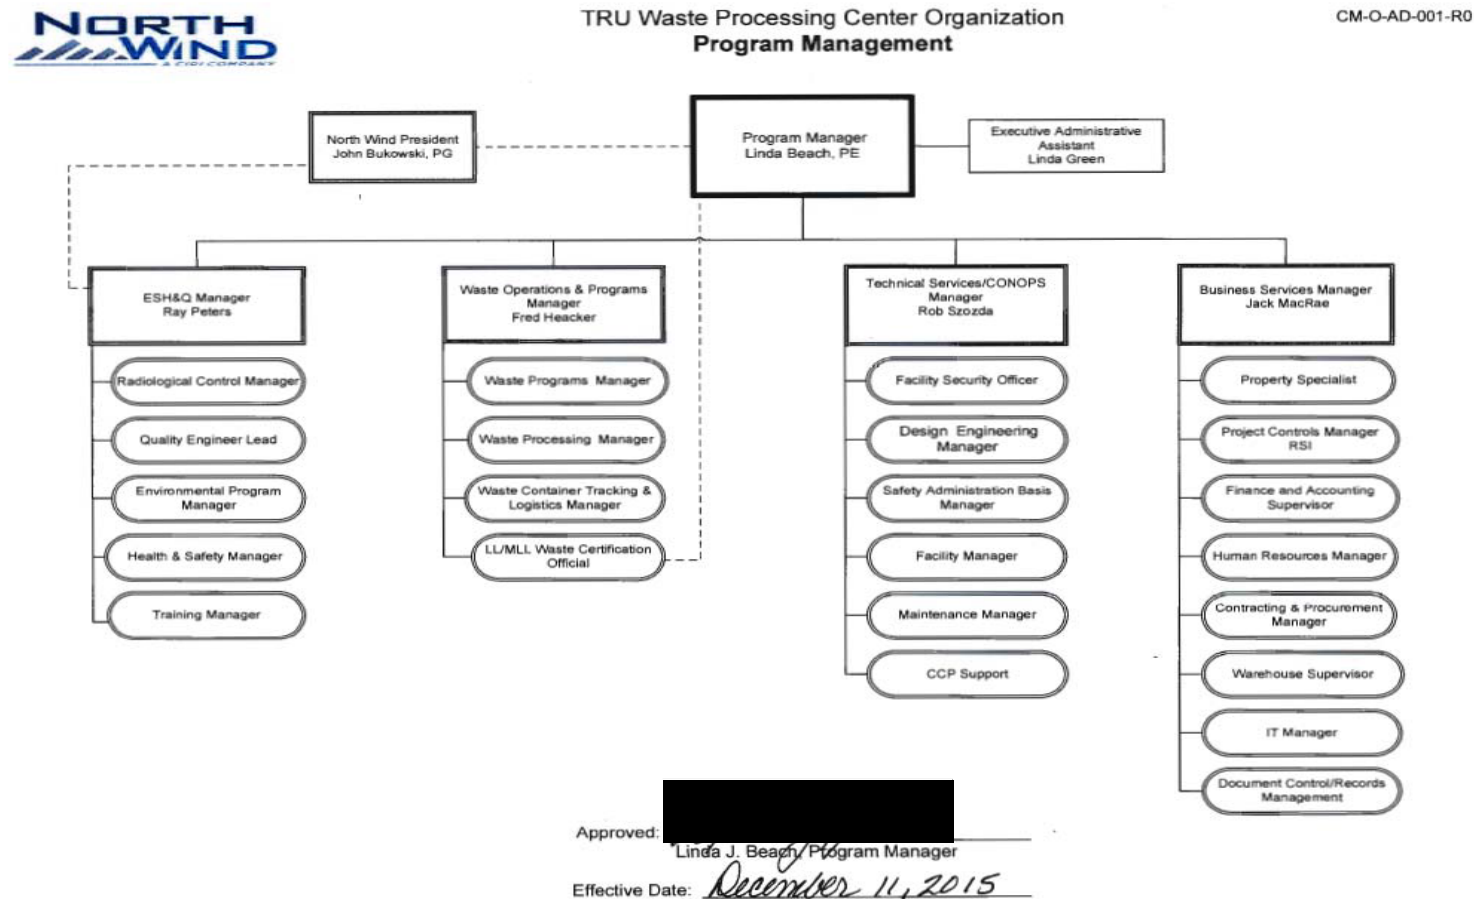 NORTH
WIND
A CIRI COMPANY
TRU Waste Processing Center Organization
Program Management
CM-O-AD-001-R0
North Wind President
John Bukowski, PG
Program Manager
Linda Beach, PE
Executive Administrative
Assistant
Linda Green
ESH&Q Manager
Ray Peters
Radiological Control Manager
Quality Engineer Lead
Environmental Program
Manager
Health & Safety Manager
Training Manager
Waste Operations & Programs
Manager
Fred Heacker
Waste Programs Manager
Waste Processing Manager
Waste Container Tracking &
Logistics Manager
LL/MLL Waste Certification
Official
Technical Services/CONOPS
Manager
Rob Szozda
Facility Security Officer
Design Engineering
Manager
Safety Administration Basis
Manager
Facility Manager
Maintenance Manager
CCP Support
Business Services Manager
Jack MacRae
Property Specialist
Project Controls Manager
RSI
Finance and Accounting
Supervisor
Human Resources Manager
Contracting & Procurement
Manager
Warehouse Supervisor
IT Manager
Document Control/Records
Management
Approved:
Linda J. Beach, Program Manager
Effective Date: December 11, 2015